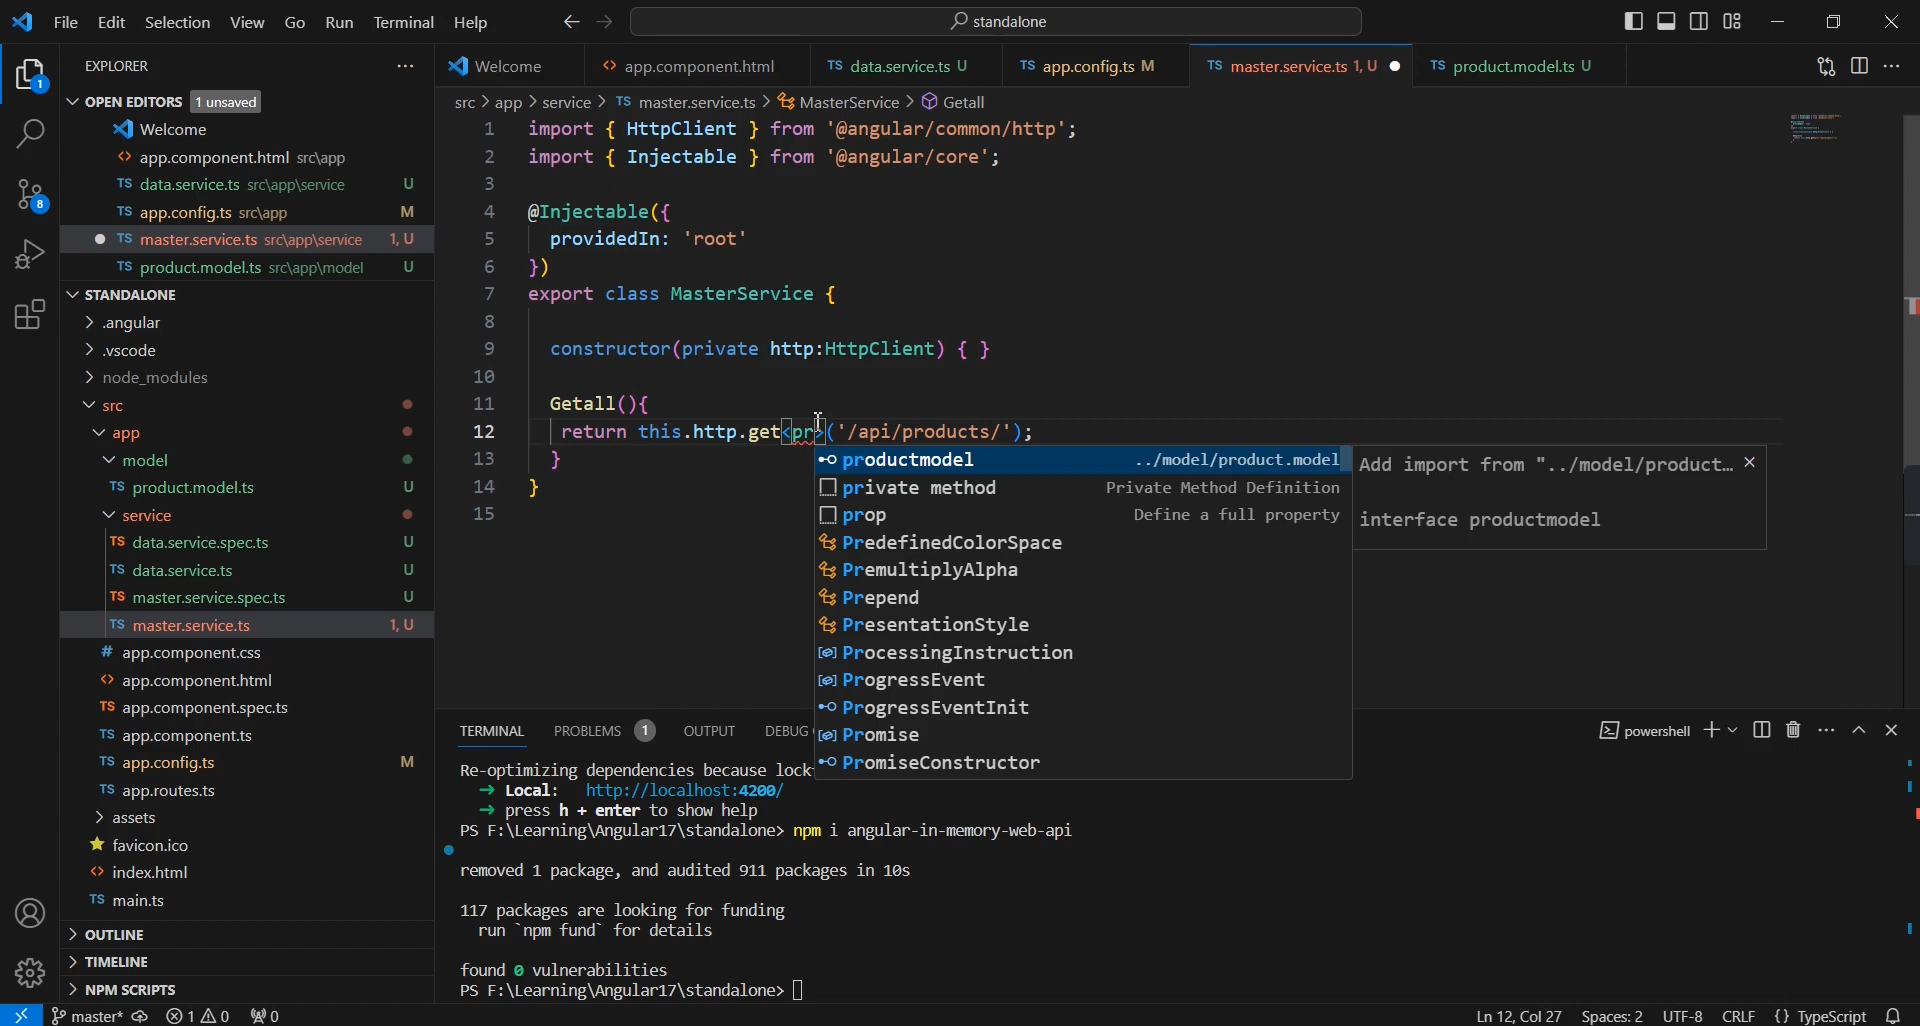 File Edit Selection View Go Run Terminal Help
standalone
EXPLORER
OPEN EDITORS 1 unsaved
Welcome
app.component.html src\app
data.service.ts src\app\service U
app.config.ts src\app M
master.service.ts src\app\service 1, U
product.model.ts src\app\model U
STANDALONE
.angular
.vscode
node_modules
src
app
model
product.model.ts U
service
data.service.spec.ts U
data.service.ts U
master.service.spec.ts U
master.service.ts 1, U
app.component.css
app.component.html
app.component.spec.ts
app.component.ts
app.config.ts M
app.routes.ts
assets
favicon.ico
index.html
main.ts
OUTLINE
TIMELINE
NPM SCRIPTS
1
8
Welcome
app.component.html
TS data.service.ts U
TS app.config.ts M
TS master.service.ts 1, U
TS product.model.ts U
src > app > service > TS master.service.ts > MasterService > Getall
1 import { HttpClient } from '@angular/common/http';
2 import { Injectable } from '@angular/core';
3
4 @Injectable({
5 providedIn: 'root'
6 })
7 export class MasterService {
8
9 constructor(private http:HttpClient) { }
10
11 Getall(){
12 return this.http.get<pr>('/api/products/');
13 }
14 }
15
productmodel ../model/product.model
private method Private Method Definition
prop Define a full property
PredefinedColorSpace
PremultiplyAlpha
Prepend
PresentationStyle
ProcessingInstruction
ProgressEvent
ProgressEventInit
Promise
PromiseConstructor
Add import from "../model/product...
interface productmodel
TERMINAL PROBLEMS 1 OUTPUT DEBUG
powershell
Re-optimizing dependencies because lock
→ Local: http://localhost:4200/
→ press h + enter to show help
PS F:\Learning\Angular17\standalone> npm i angular-in-memory-web-api
removed 1 package, and audited 911 packages in 10s
117 packages are looking for funding
run `npm fund` for details
found 0 vulnerabilities
PS F:\Learning\Angular17\standalone>
master* 1 0 0
Ln 12, Col 27 Spaces: 2 UTF-8 CRLF {} TypeScript